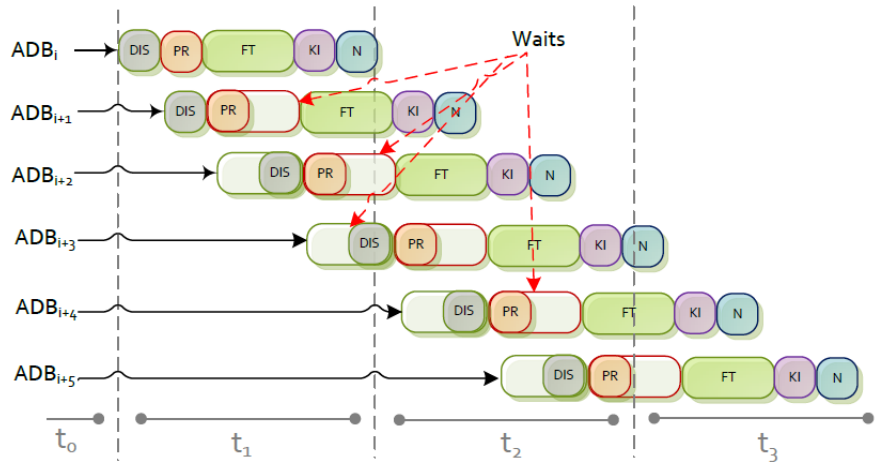 Waits
ADBi DIS PR FT KI N
ADBi+1 DIS PR FT KI N
ADBi+2 DIS PR FT KI N
ADBi+3 DIS PR FT KI N
ADBi+4 DIS PR FT KI N
ADBi+5 DIS PR FT KI N
t0 t1 t2 t3